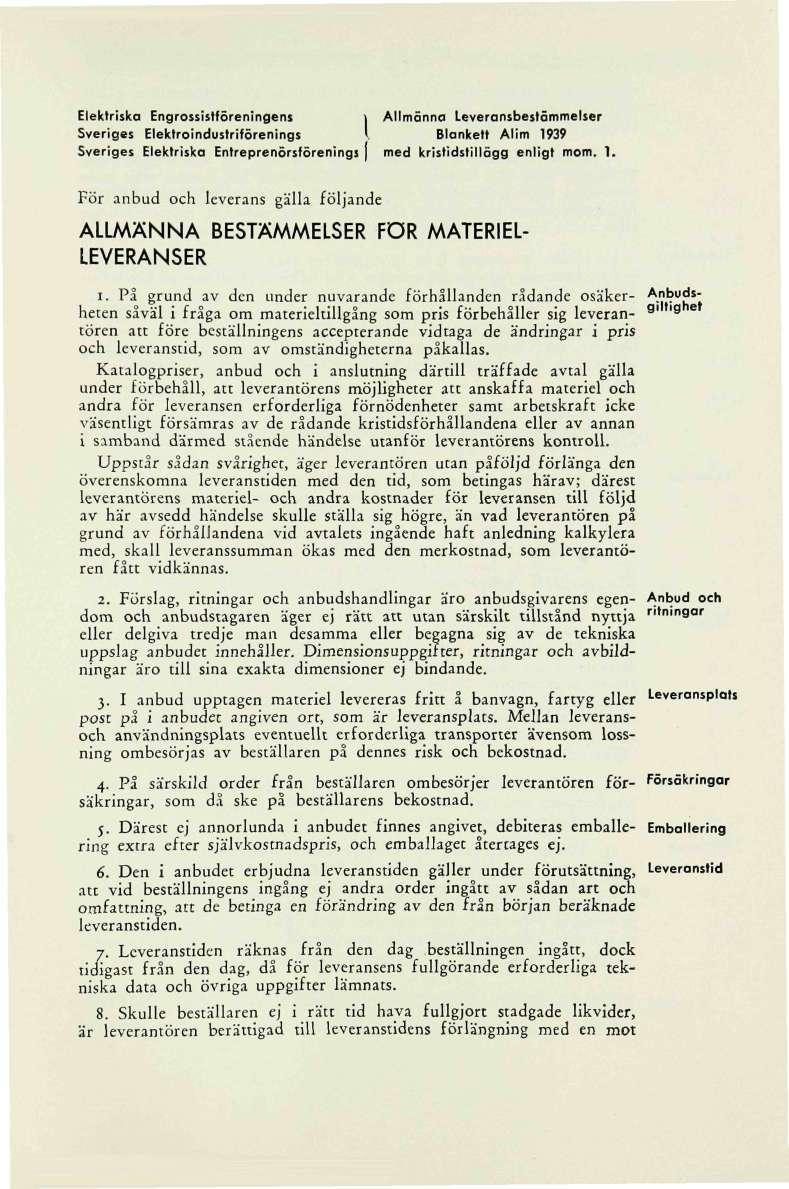 Elektriska Engrossistföreningens
Sveriges Elektroindustriförenings
Sveriges Elektriska Entreprenörsförenings
Allmänna Leveransbestämmelser
Blankett Alim 1939
med kristidstillägg enligt mom. 1.
För anbud och leverans gälla följande
ALLMÄNNA BESTÄMMELSER FÖR MATERIEL-
LEVERANSER
1. På grund av den under nuvarande förhållanden rådande osäker-
heten såväl i fråga om materieltillgång som pris förbehåller sig leveran-
tören att före beställningens accepterande vidtaga de ändringar i pris
och leveranstid, som av omständigheterna påkallas.
Anbuds-
giltighet
Katalogpriser, anbud och i anslutning därtill träffade avtal gälla
under förbehåll, att leverantörens möjligheter att anskaffa materiel och
andra för leveransen erforderliga förnödenheter samt arbetskraft icke
väsentligt försämras av de rådande kristidsförhållandena eller av annan
i samband därmed stående händelse utanför leverantörens kontroll.
Uppstår sådan svårighet, äger leverantören utan påföljd förlänga den
överenskomna leveranstiden med den tid, som betingas härav; därest
leverantörens materiel- och andra kostnader för leveransen till följd
av här avsedd händelse skulle ställa sig högre, än vad leverantören på
grund av förhållandena vid avtalets ingående haft anledning kalkylera
med, skall leveranssumman ökas med den merkostnad, som leverantö-
ren fått vidkännas.
2. Förslag, ritningar och anbudshandlingar äro anbudsgivarens egen-
dom och anbudstagaren äger ej rätt att utan särskilt tillstånd nyttja
eller delgiva tredje man desamma eller begagna sig av de tekniska
uppslag anbudet innehåller. Dimensionsuppgifter, ritningar och avbild-
ningar äro till sina exakta dimensioner ej bindande.
Anbud och
ritningar
3. I anbud upptagen materiel levereras fritt å banvagn, fartyg eller
post på i anbudet angiven ort, som är leveransplats. Mellan leverans-
och användningsplats eventuellt erforderliga transporter ävensom loss-
ning ombesörjas av beställaren på dennes risk och bekostnad.
Leveransplats
4. På särskild order från beställaren ombesörjer leverantören för-
säkringar, som då ske på beställarens bekostnad.
Försäkringar
5. Därest ej annorlunda i anbudet finnes angivet, debiteras emballe-
ring extra efter självkostnadspris, och emballaget återtages ej.
Emballering
6. Den i anbudet erbjudna leveranstiden gäller under förutsättning,
att vid beställningens ingång ej andra order ingått av sådan art och
omfattning, att de betinga en förändring av den från början beräknade
leveranstiden.
Leveranstid
7. Leveranstiden räknas från den dag beställningen ingått, dock
tidigast från den dag, då för leveransens fullgörande erforderliga tek-
niska data och övriga uppgifter lämnats.
8. Skulle beställaren ej i rätt tid hava fullgjort stadgade likvider,
är leverantören berättigad till leveranstidens förlängning med en mot